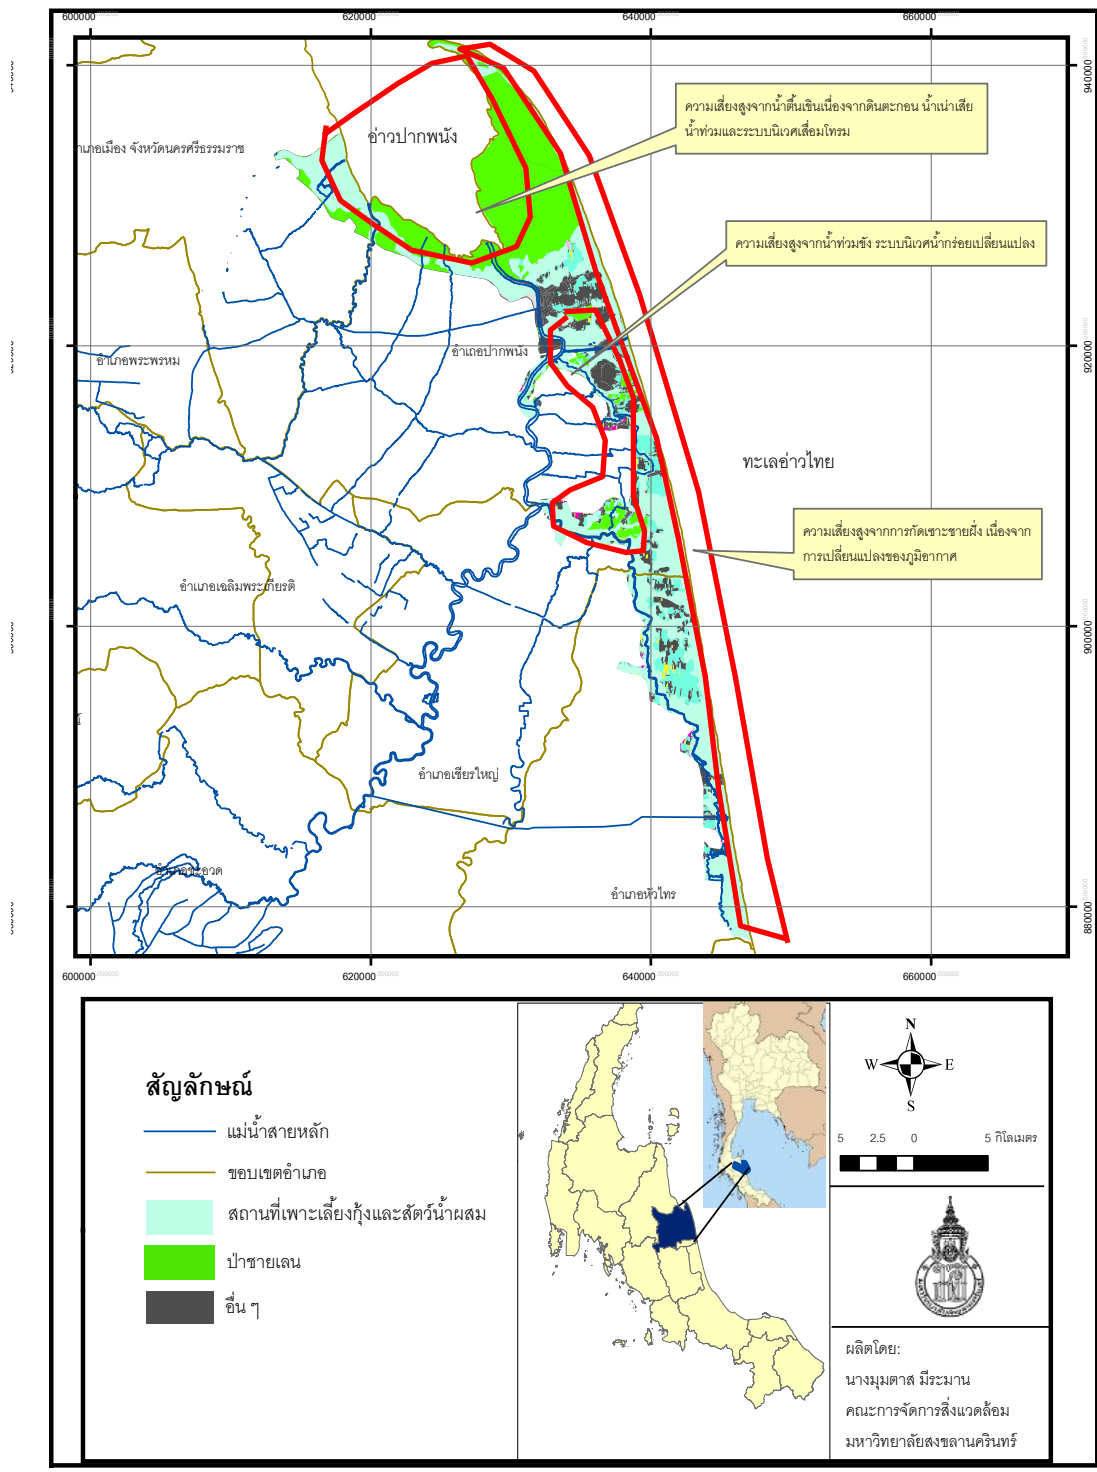 600000
620000
640000
660000
940000
920000
900000
880000
ความเสี่ยงสูงจากน้ำตื้นเขินเนื่องจากดินตะกอน น้ำเน่าเสีย
น้ำท่วมและระบบนิเวศเสื่อมโทรม
อ่าวปากพนัง
าเภอเมือง จังหวัดนครศรีธรรมราช
ความเสี่ยงสูงจากน้ำท่วมขัง ระบบนิเวศน้ำกร่อยเปลี่ยนแปลง
อำเภอพระพรหม
อำเถอปากพนัง
ทะเลอ่าวไทย
ความเสี่ยงสูงจากการกัดเซาะชายฝั่ง เนื่องจาก
การเปลี่ยนแปลงของภูมิอากาศ
อำเภอเฉลิมพระเกียรติ
อำเภอเชียรใหญ่
อำเภอชะอวด
อำเภอหัวไทร
600000
620000
640000
660000
สัญลักษณ์
แม่น้ำสายหลัก
ขอบเขตอำเภอ
สถานที่เพาะเลี้ยงกุ้งและสัตว์น้ำผสม
ป่าชายเลน
อื่น ๆ
N
W E
S
5 2.5 0 5 กิโลเมตร
ผลิตโดย:
นางมุมตาส มีระมาน
คณะการจัดการสิ่งแวดล้อม
มหาวิทยาลัยสงขลานครินทร์